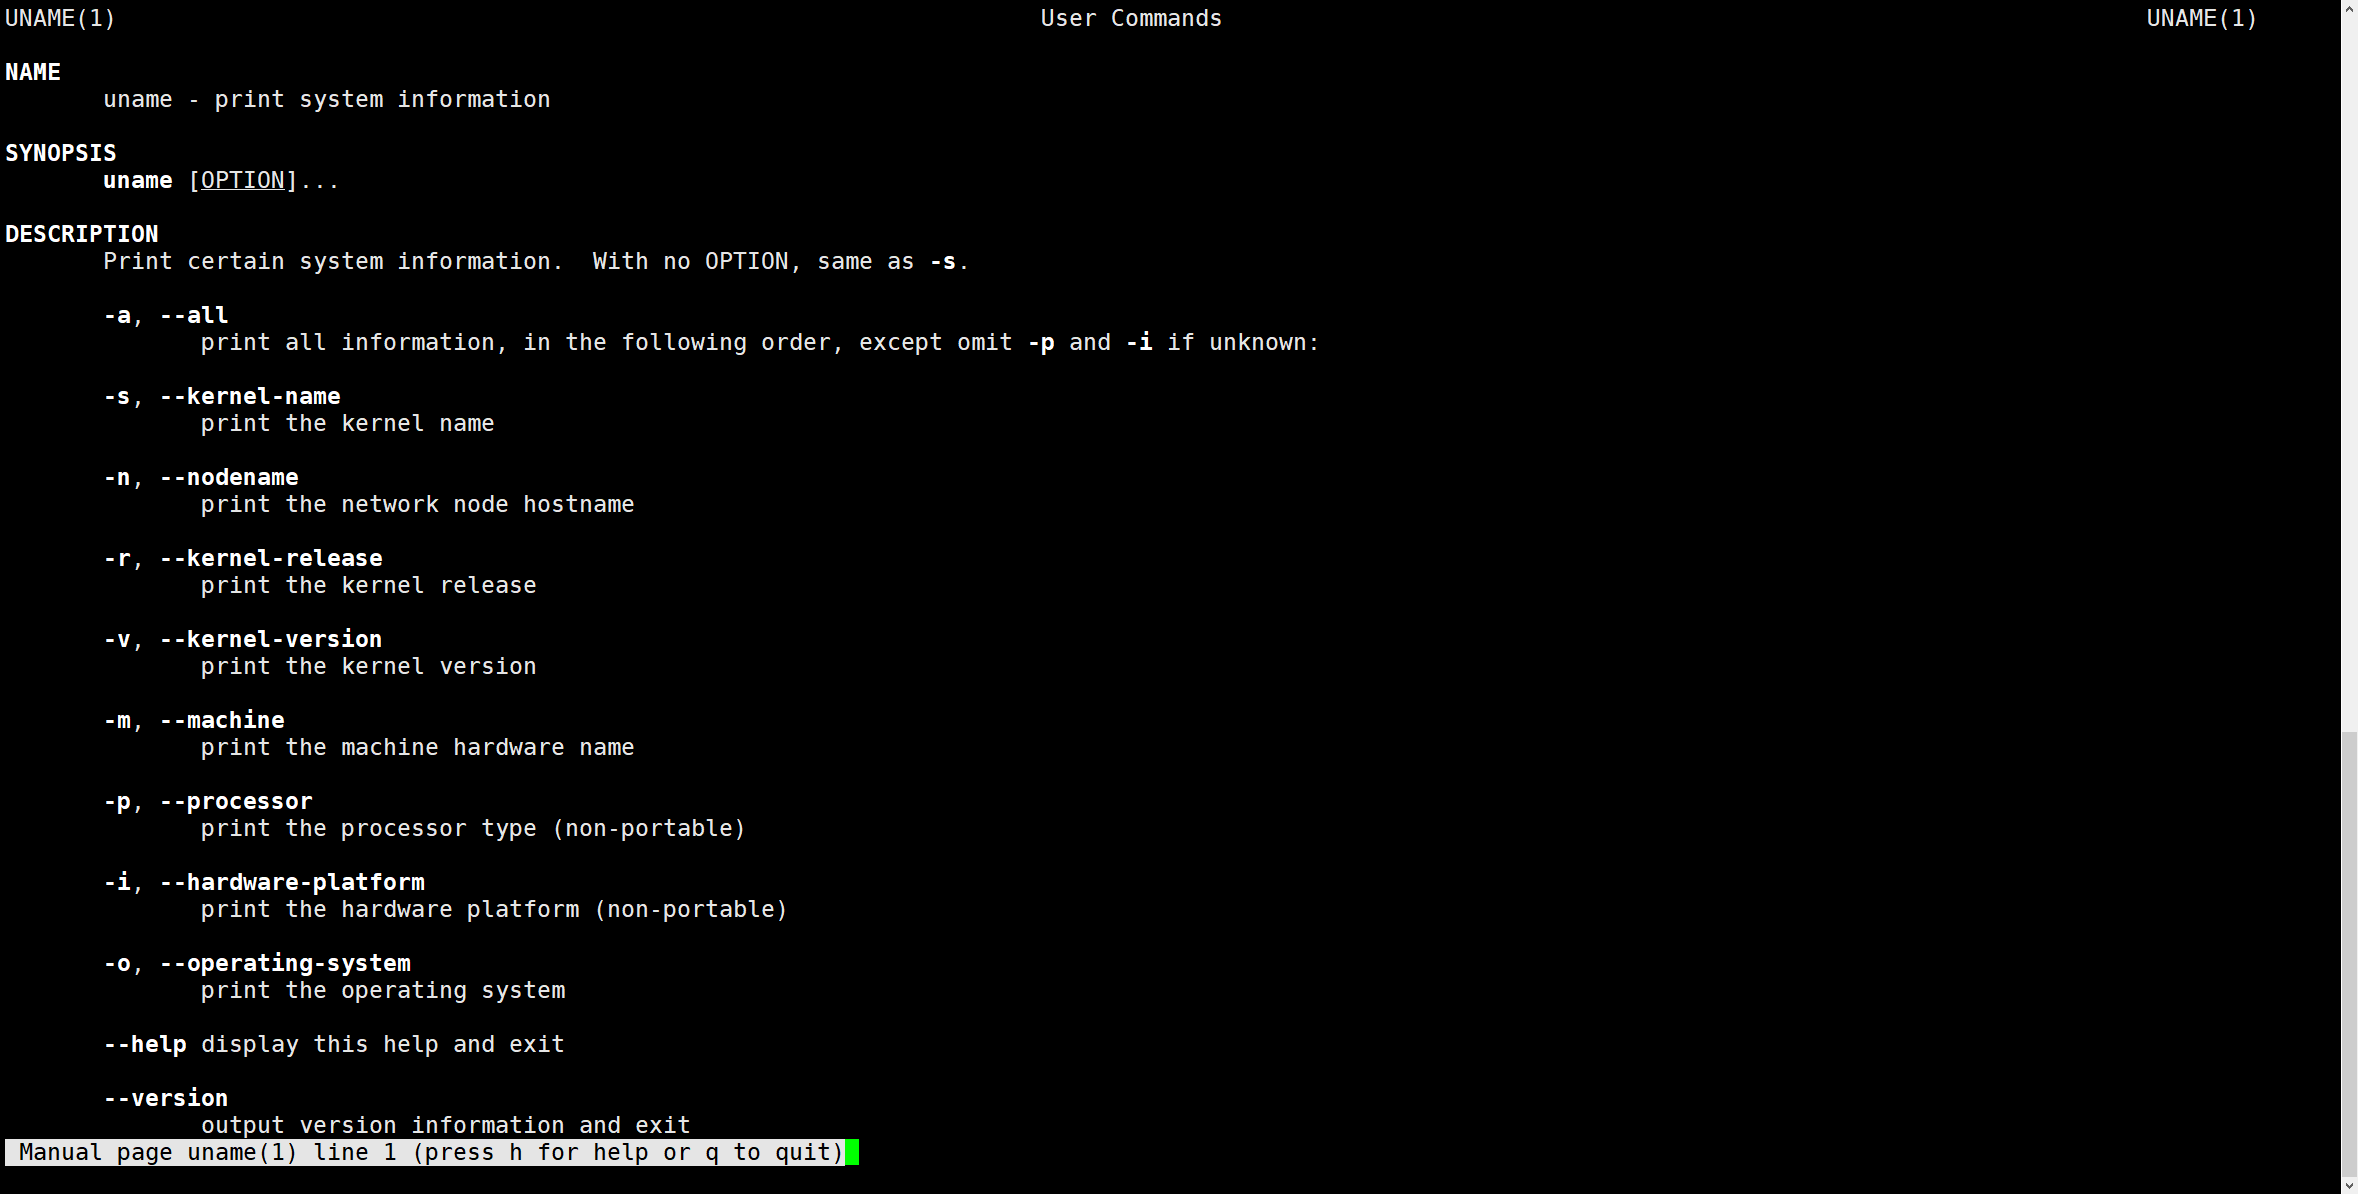 UNAME(1) User Commands UNAME(1)
NAME
uname - print system information
SYNOPSIS
uname [OPTION]...
DESCRIPTION
Print certain system information.  With no OPTION, same as -s.
-a, --all
print all information, in the following order, except omit -p and -i if unknown:
-s, --kernel-name
print the kernel name
-n, --nodename
print the network node hostname
-r, --kernel-release
print the kernel release
-v, --kernel-version
print the kernel version
-m, --machine
print the machine hardware name
-p, --processor
print the processor type (non-portable)
-i, --hardware-platform
print the hardware platform (non-portable)
-o, --operating-system
print the operating system
--help display this help and exit
--version
output version information and exit
Manual page uname(1) line 1 (press h for help or q to quit)